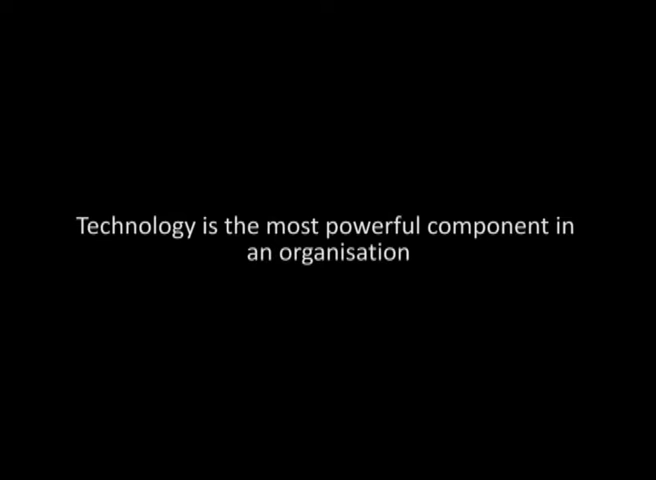 Technology is the most powerful component in
an organisation